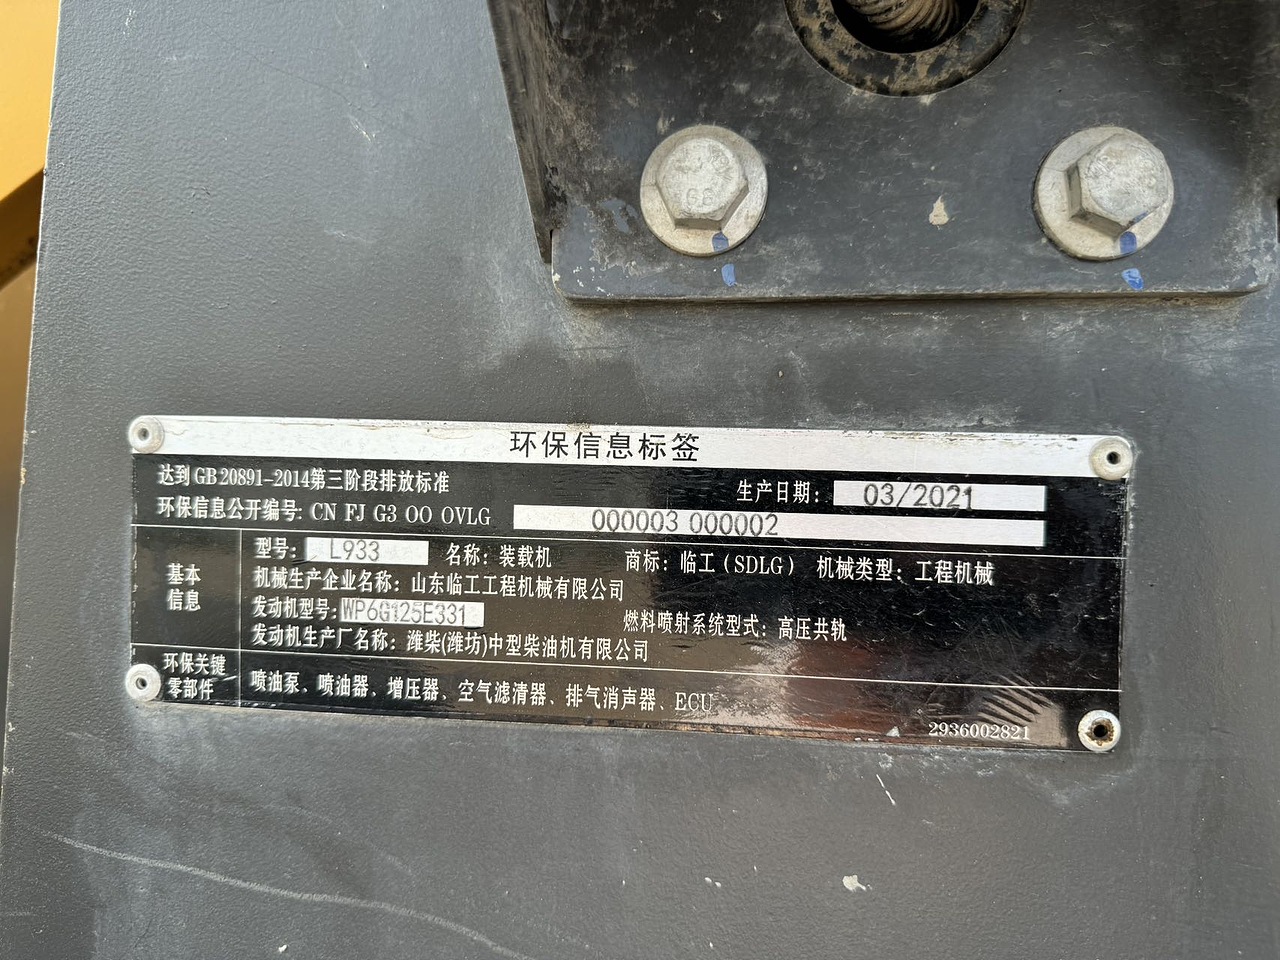 环保信息标签
达到GB20891-2014第三阶段排放标准 生产日期: 03/2021
环保信息公开编号: CN FJ G3 00 0VLG 000003 000002
基本信息
型号: L933 名称: 装载机 商标: 临工(SDLG) 机械类型: 工程机械
机械生产企业名称: 山东临工工程机械有限公司
发动机型号: WP6G125E331 燃料喷射系统型式: 高压共轨
发动机生产厂名称: 潍柴(潍坊)中型柴油机有限公司
环保关键零部件
喷油泵、喷油器、增压器、空气滤清器、排气消声器、ECU
2936002821